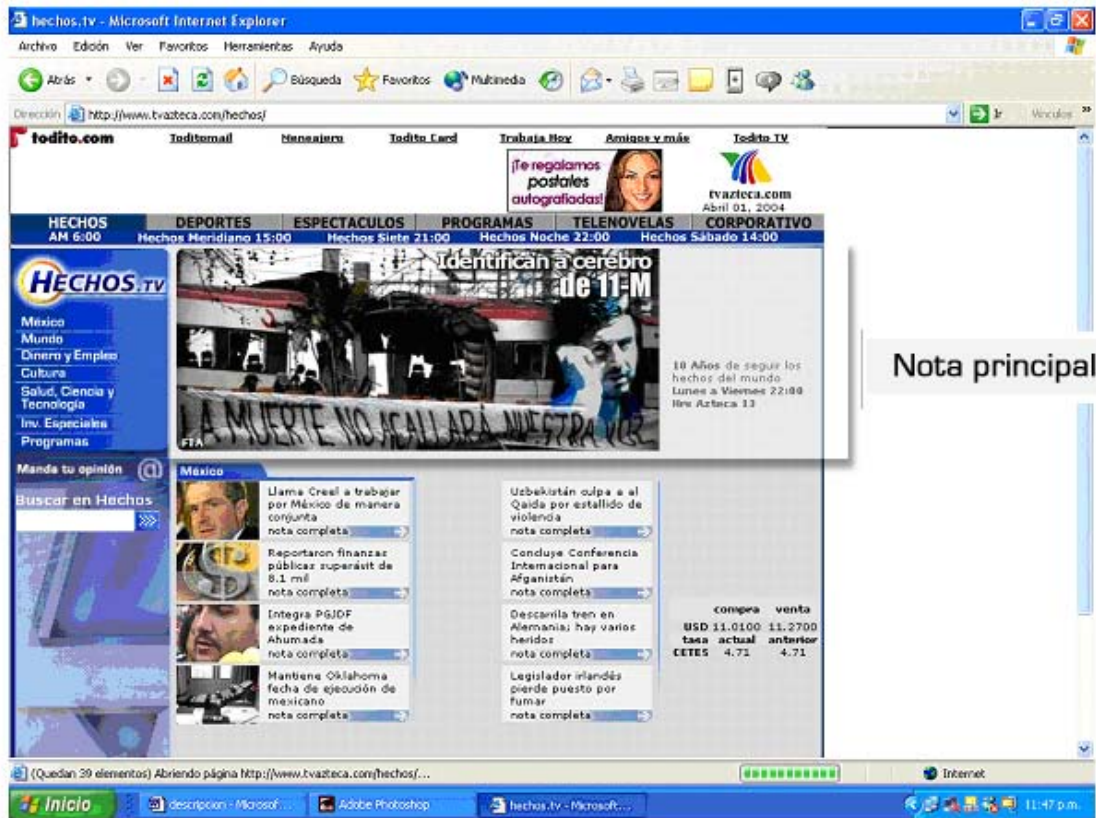 hechos.tv - Microsoft Internet Explorer
Archivo Edición Ver Favoritos Herramientas Ayuda
Atrás Búsqueda Favoritos Multimedia
Dirección http://www.tvazteca.com/hechos/ Ir Vínculos
todito.com Toditomail Mensajero Todito Card Trabaja Hoy Amigos y más Todito TV
¡Te regalamos
postales
autografiadas!
tvazteca.com
Abril 01, 2004
HECHOS DEPORTES ESPECTACULOS PROGRAMAS TELENOVELAS CORPORATIVO
AM 6:00 Hechos Meridiano 15:00 Hechos Siete 21:00 Hechos Noche 22:00 Hechos Sábado 14:00
HECHOS.TV
México
Mundo
Dinero y Empleo
Cultura
Salud, Ciencia y
Tecnología
Inv. Especiales
Programas
Manda tu opinión @
Buscar en Hechos
Identifican a cerebro
de 11-M
LA MUERTE NO ACALLARÁ NUESTRA VOZ
10 Años de seguir los
hechos del mundo
Lunes a Viernes 22:00
Hrs Azteca 13
Nota principal
México
Llama Creel a trabajar
por México de manera
conjunta
nota completa
Reportaron finanzas
públicas superávit de
8.1 mil
nota completa
Integra PGJDF
expediente de
Ahumada
nota completa
Mantiene Oklahoma
fecha de ejecución de
mexicano
nota completa
Uzbekistán culpa a al
Qaida por estallido de
violencia
nota completa
Concluye Conferencia
Internacional para
Afganistán
nota completa
Descarrila tren en
Alemania; hay varios
heridos
nota completa
Legislador irlandés
pierde puesto por
fumar
nota completa
compra venta
USD 11.0100 11.2700
tasa actual anterior
CETES 4.71 4.71
(Quedan 39 elementos) Abriendo página http://www.tvazteca.com/hechos/... Internet
Inicio descripcion - Microsof... Adobe Photoshop hechos.tv - Microsoft... 11:47 p.m.